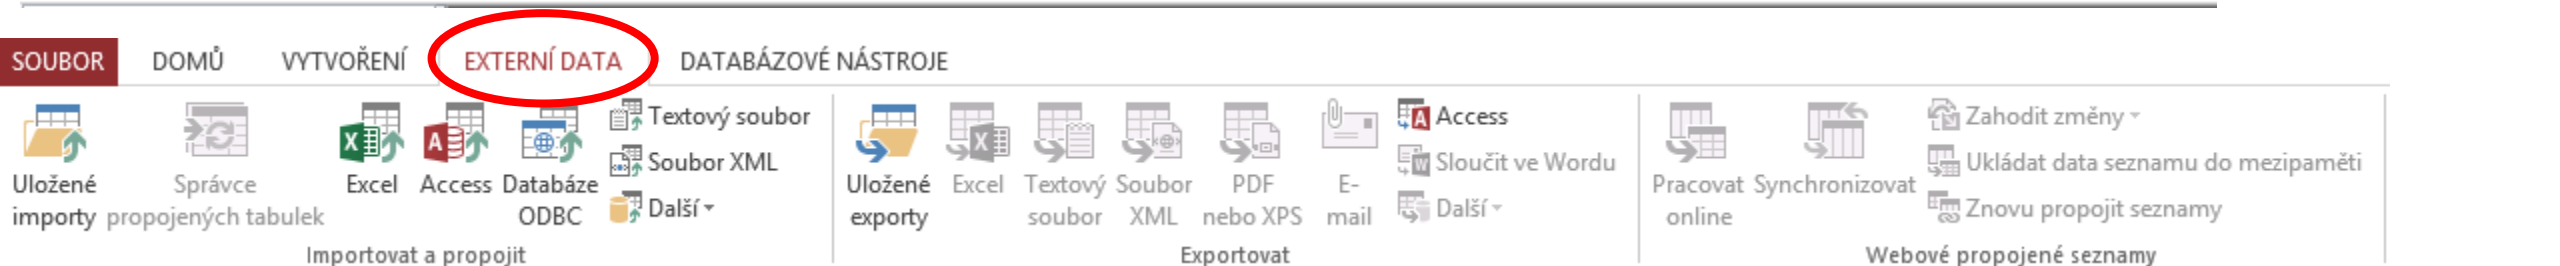 SOUBOR DOMŮ VYTVOŘENÍ EXTERNÍ DATA DATABÁZOVÉ NÁSTROJE
Uložené importy
Správce propojených tabulek
Excel
Access
Databáze ODBC
Textový soubor
Soubor XML
Další
Importovat a propojit
Uložené exporty
Excel
Textový soubor
Soubor XML
PDF nebo XPS
E-mail
Access
Sloučit ve Wordu
Další
Exportovat
Pracovat online
Synchronizovat
Zahodit změny
Ukládat data seznamu do mezipaměti
Znovu propojit seznamy
Webové propojené seznamy